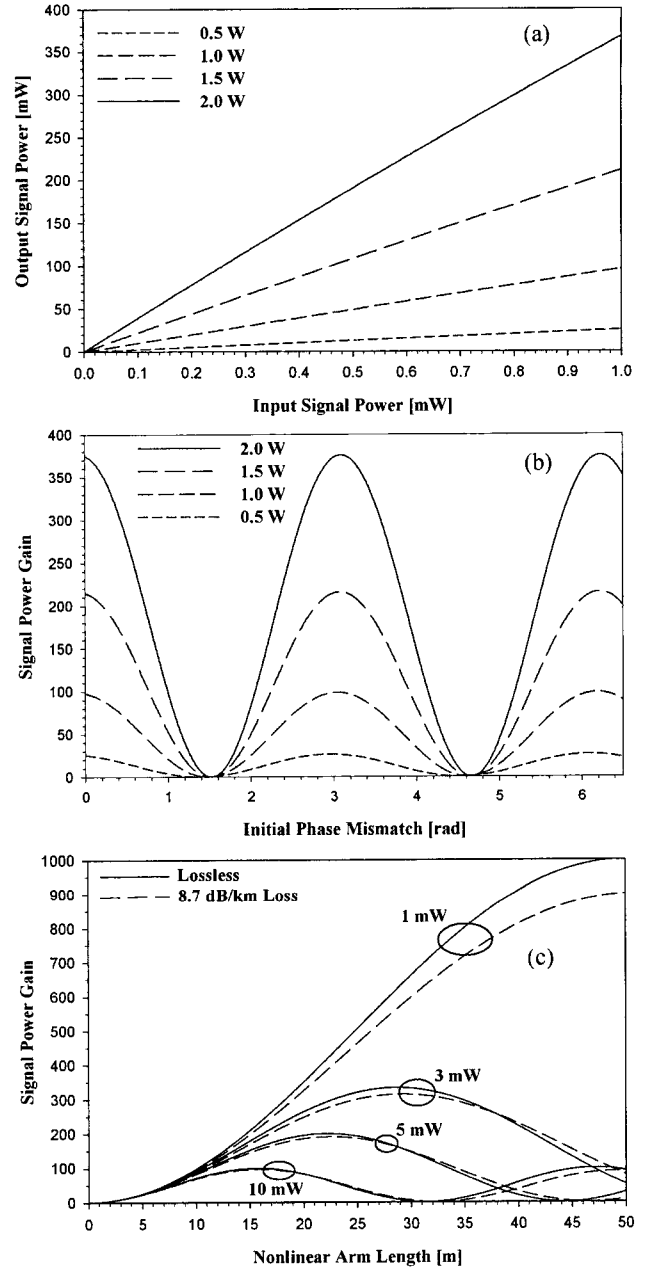 400
350
300
250
200
150
100
50
0
Output Signal Power [mW]
0.5 W
1.0 W
1.5 W
2.0 W
(a)
0.0 0.1 0.2 0.3 0.4 0.5 0.6 0.7 0.8 0.9 1.0
Input Signal Power [mW]
400
350
300
250
200
150
100
50
0
Signal Power Gain
2.0 W
1.5 W
1.0 W
0.5 W
(b)
0 1 2 3 4 5 6
Initial Phase Mismatch [rad]
1000
900
800
700
600
500
400
300
200
100
0
Signal Power Gain
Lossless
8.7 dB/km Loss
1 mW
(c)
3 mW
5 mW
10 mW
0 5 10 15 20 25 30 35 40 45 50
Nonlinear Arm Length [m]